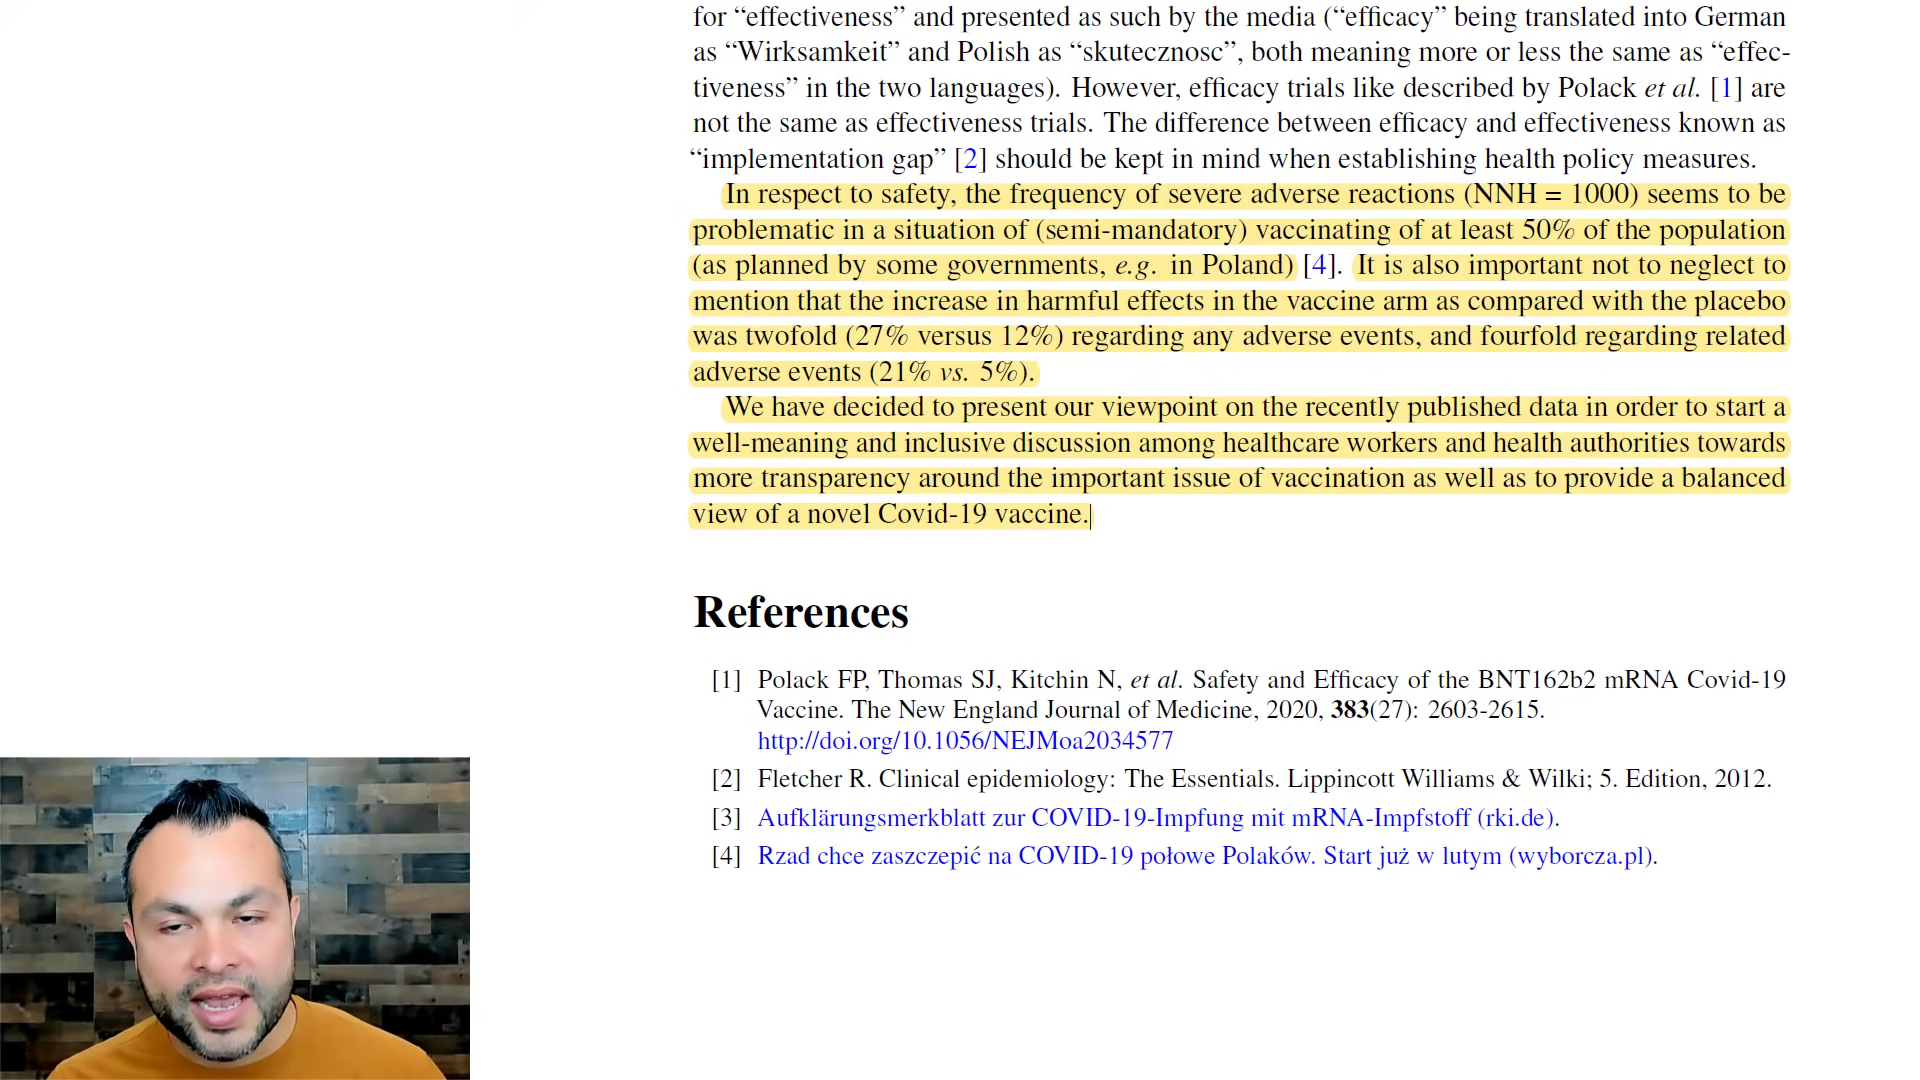 for “effectiveness” and presented as such by the media (“efficacy” being translated into German
as “Wirksamkeit” and Polish as “skutecznosc”, both meaning more or less the same as “effec-
tiveness” in the two languages). However, efficacy trials like described by Polack et al. [1] are
not the same as effectiveness trials. The difference between efficacy and effectiveness known as
“implementation gap” [2] should be kept in mind when establishing health policy measures.
In respect to safety, the frequency of severe adverse reactions (NNH = 1000) seems to be
problematic in a situation of (semi-mandatory) vaccinating of at least 50% of the population
(as planned by some governments, e.g. in Poland) [4]. It is also important not to neglect to
mention that the increase in harmful effects in the vaccine arm as compared with the placebo
was twofold (27% versus 12%) regarding any adverse events, and fourfold regarding related
adverse events (21% vs. 5%).
We have decided to present our viewpoint on the recently published data in order to start a
well-meaning and inclusive discussion among healthcare workers and health authorities towards
more transparency around the important issue of vaccination as well as to provide a balanced
view of a novel Covid-19 vaccine.
References
[1] Polack FP, Thomas SJ, Kitchin N, et al. Safety and Efficacy of the BNT162b2 mRNA Covid-19
Vaccine. The New England Journal of Medicine, 2020, 383(27): 2603-2615.
http://doi.org/10.1056/NEJMoa2034577
[2] Fletcher R. Clinical epidemiology: The Essentials. Lippincott Williams & Wilki; 5. Edition, 2012.
[3] Aufklärungsmerkblatt zur COVID-19-Impfung mit mRNA-Impfstoff (rki.de).
[4] Rzad chce zaszczepić na COVID-19 połowe Polaków. Start już w lutym (wyborcza.pl).